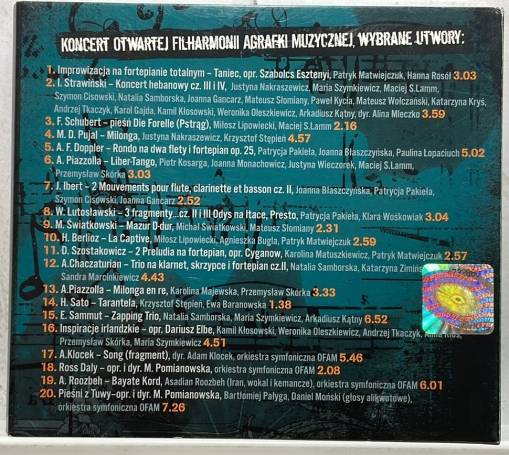 KONCERT OTWARTEJ FILHARMONII AGRAFKI MUZYCZNEJ, WYBRANE UTWORY:
1. Improwizacja na fortepianie totalnym – Taniec, opr. Szabolcs Esztenyi, Patryk Matwiejczuk, Hanna Rosół 3.03
2. I. Strawiński – Koncert hebanowy cz. III i IV, Justyna Nakraszewicz, Maria Szymkiewicz, Maciej S.Lamm,
Szymon Cisowski, Natalia Samborska, Joanna Gancarz, Mateusz Słomiany, Paweł Kycia, Mateusz Wołczański, Katarzyna Kryś,
Andrzej Tkaczyk, Karol Gajda, Kamil Kłosowski, Weronika Oleszkiewicz, Arkadiusz Kątny, dyr. Alina Mleczko 3.59
3. F. Schubert – pieśń Die Forelle (Pstrąg), Miłosz Lipowiecki, Maciej S.Lamm 2.16
4. M. D. Pujal – Milonga, Justyna Nakraszewicz, Krzysztof Stępień 4.57
5. A. F. Doppler – Rondo na dwa flety i fortepian op. 25, Patrycja Pakieła, Joanna Błaszczyńska, Paulina Łopaciuch 5.02
6. A. Piazzolla – Liber-Tango, Piotr Kosarga, Joanna Monachowicz, Justyna Wieczorek, Maciej S.Lamm,
Przemysław Skórka 3.03
7. J. Ibert – 2 Mouvements pour flute, clarinette et basson cz. II, Joanna Błaszczyńska, Patrycja Pakieła,
Szymon Cisowski, Joanna Gancarz 2.52
8. W. Lutosławski – 3 fragmenty...cz. II i III Odys na Itace, Presto, Patrycja Pakieła, Klara Wośkowiak 3.04
9. M. Światkowski – Mazur D-dur, Michał Światkowski, Mateusz Słomiany 2.31
10. H. Berlioz – La Captive, Miłosz Lipowiecki, Agnieszka Bugla, Patryk Matwiejczuk 2.59
11. D. Szostakowicz – 2 Preludia na fortepian, opr. Cyganow, Karolina Matuszkiewicz, Patryk Matwiejczuk 2.57
12. A.Chaczaturian – Trio na klarnet, skrzypce i fortepian cz.II, Natalia Samborska, Katarzyna
Sandra Marcinkiewicz 4.43
13. A.Piazzolla – Milonga en re, Karolina Majewska, Przemysław Skórka 3.33
14. H. Sato – Tarantela, Krzysztof Stępień, Ewa Baranowska 1.38
15. E. Sammut – Zapping Trio, Natalia Samborska, Maria Szymkiewicz, Arkadiusz Kątny 6.52
16. Inspiracje irlandzkie – opr. Dariusz Elbe, Kamil Kłosowski, Weronika Oleszkiewicz, Andrzej Tkaczyk,
Przemysław Skórka, Maria Szymkiewicz 4.51
17. A.Klocek – Song (fragment), dyr. Adam Klocek, orkiestra symfoniczna OFAM 5.46
18. Ross Daly – opr. i dyr. M. Pomianowska, orkiestra symfoniczna OFAM 2.08
19. A. Roozbeh – Bayate Kord, Asadian Roozbeh (Iran, wokal i kemancze), orkiestra symfoniczna OFAM 6.01
20. Pieśni z Tuwy–opr. i dyr. M. Pomianowska, Bartłomiej Pałyga, Daniel Moński (głosy alikwotowe),
orkiestra symfoniczna OFAM 7.26